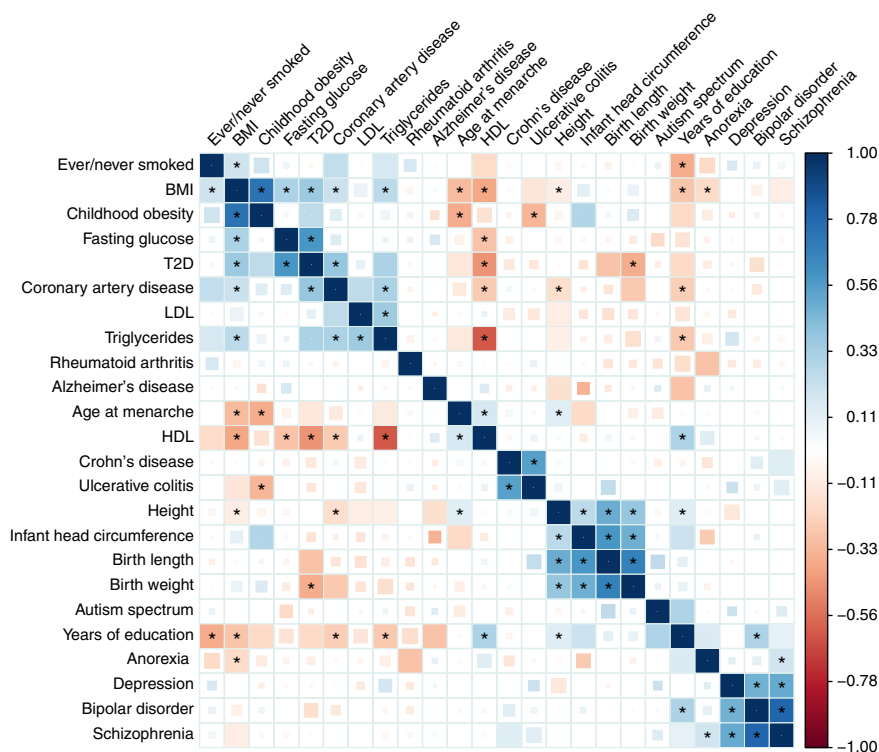 Ever/never smoked
BMI
Childhood obesity
Fasting glucose
T2D
Coronary artery disease
LDL
Triglycerides
Rheumatoid arthritis
Alzheimer's disease
Age at menarche
HDL
Crohn's disease
Ulcerative colitis
Height
Infant head circumference
Birth length
Birth weight
Autism spectrum
Years of education
Anorexia
Depression
Bipolar disorder
Schizophrenia
Ever/never smoked
BMI
Childhood obesity
Fasting glucose
T2D
Coronary artery disease
LDL
Triglycerides
Rheumatoid arthritis
Alzheimer's disease
Age at menarche
HDL
Crohn's disease
Ulcerative colitis
Height
Infant head circumference
Birth length
Birth weight
Autism spectrum
Years of education
Anorexia
Depression
Bipolar disorder
Schizophrenia
1.00
0.78
0.56
0.33
0.11
−0.11
−0.33
−0.56
−0.78
−1.00